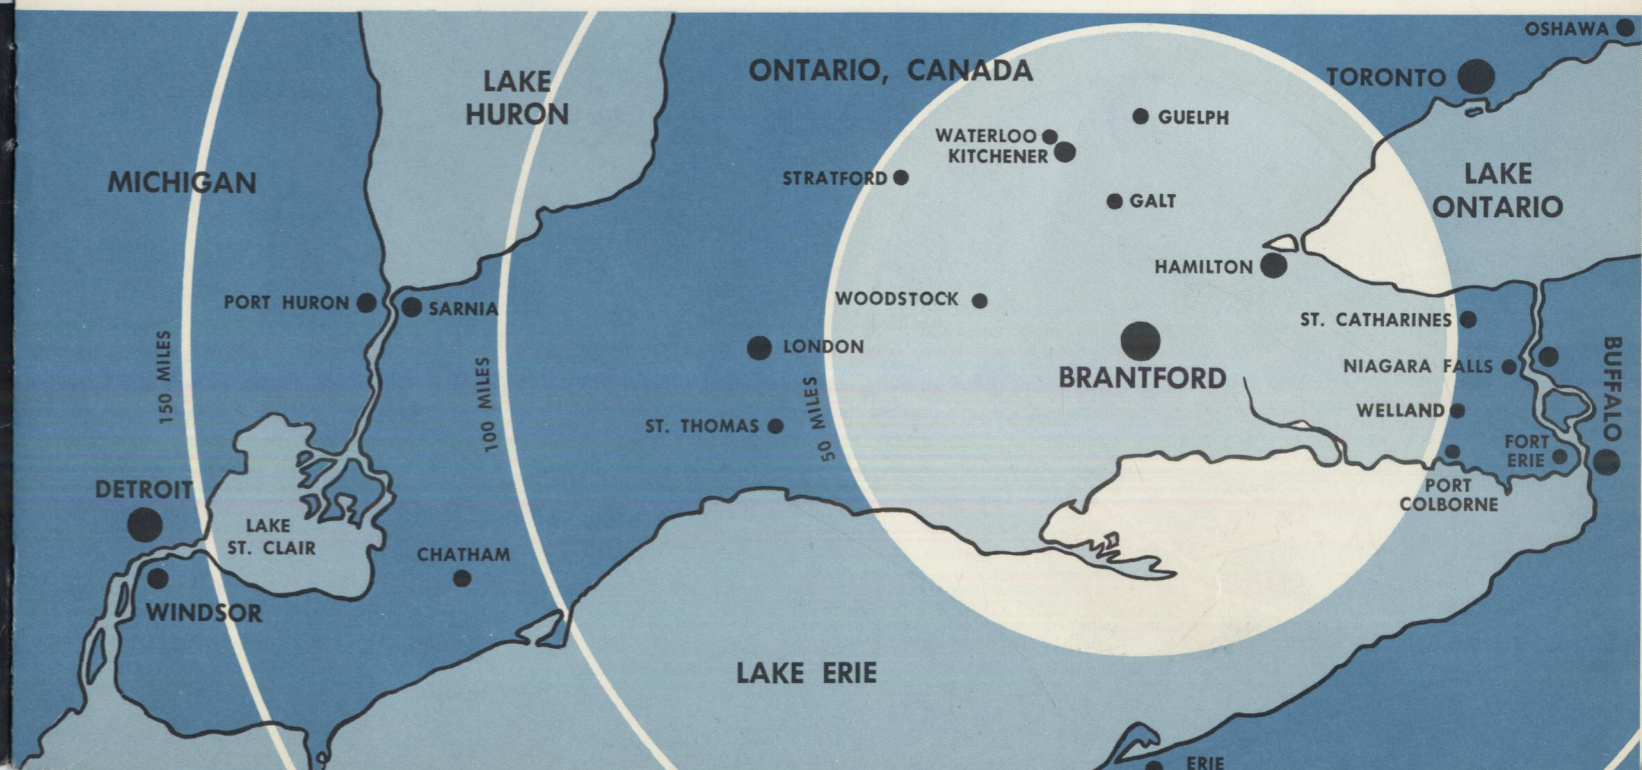 OSHAWA
ONTARIO, CANADA
TORONTO
LAKE
HURON
GUELPH
WATERLOO
KITCHENER
STRATFORD
MICHIGAN
LAKE
ONTARIO
GALT
HAMILTON
PORT HURON
SARNIA
WOODSTOCK
ST. CATHARINES
LONDON
BRANTFORD
NIAGARA FALLS
BUFFALO
150 MILES
100 MILES
50 MILES
WELLAND
ST. THOMAS
FORT
ERIE
DETROIT
PORT
COLBORNE
LAKE
ST. CLAIR
CHATHAM
WINDSOR
LAKE ERIE
ERIE